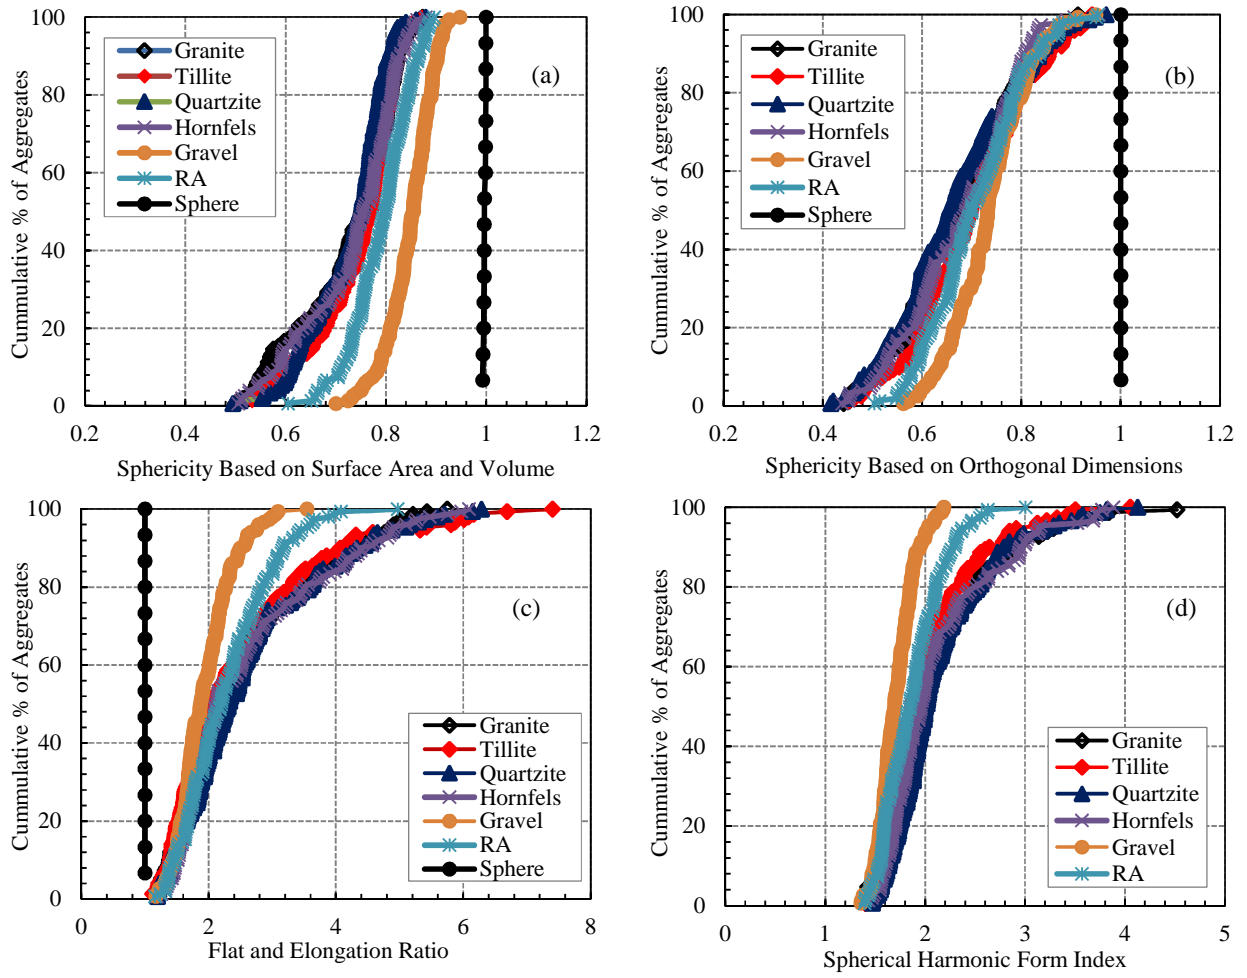 Cummulative % of Aggregates
100
80
60
40
20
0
Granite
Tillite
Quartzite
Hornfels
Gravel
RA
Sphere
(a)
0.2 0.4 0.6 0.8 1 1.2
Sphericity Based on Surface Area and Volume
Cummulative % of Aggregates
100
80
60
40
20
0
Granite
Tillite
Quartzite
Hornfels
Gravel
RA
Sphere
(b)
0.2 0.4 0.6 0.8 1 1.2
Sphericity Based on Orthogonal Dimensions
Cummulative % of Aggregates
100
80
60
40
20
0
(c)
Granite
Tillite
Quartzite
Hornfels
Gravel
RA
Sphere
0 2 4 6 8
Flat and Elongation Ratio
Cummulative % of Aggregates
100
80
60
40
20
0
(d)
Granite
Tillite
Quartzite
Hornfels
Gravel
RA
0 1 2 3 4 5
Spherical Harmonic Form Index